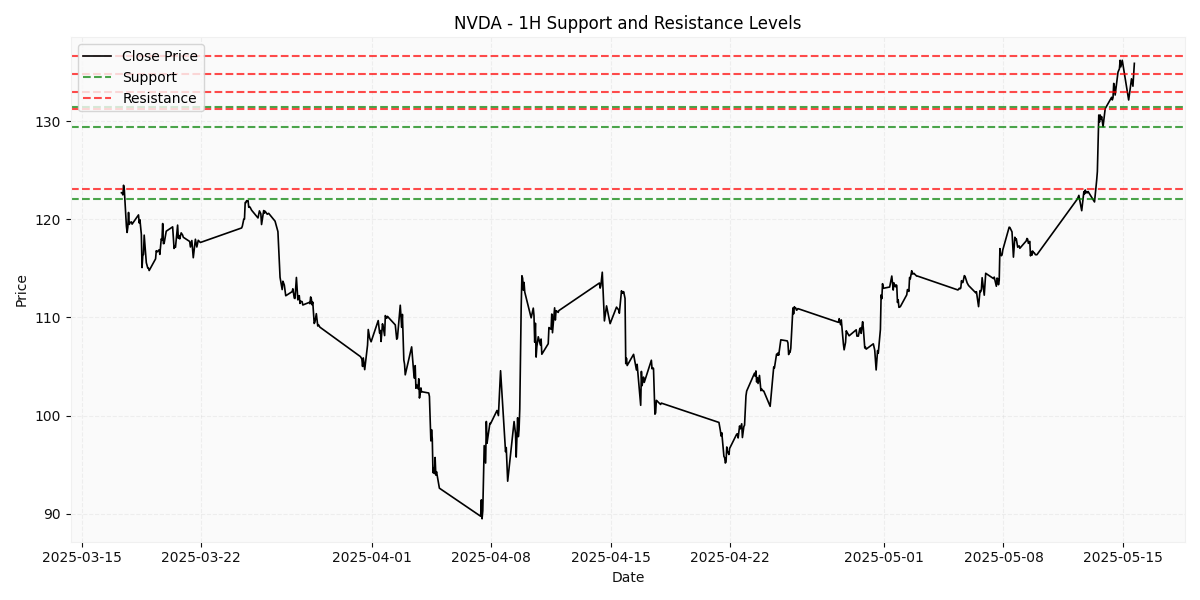 NVDA - 1H Support and Resistance Levels
Close Price
Support
Resistance
Price
130
120
110
100
90
2025-03-15 2025-03-22 2025-04-01 2025-04-08 2025-04-15 2025-04-22 2025-05-01 2025-05-08 2025-05-15
Date